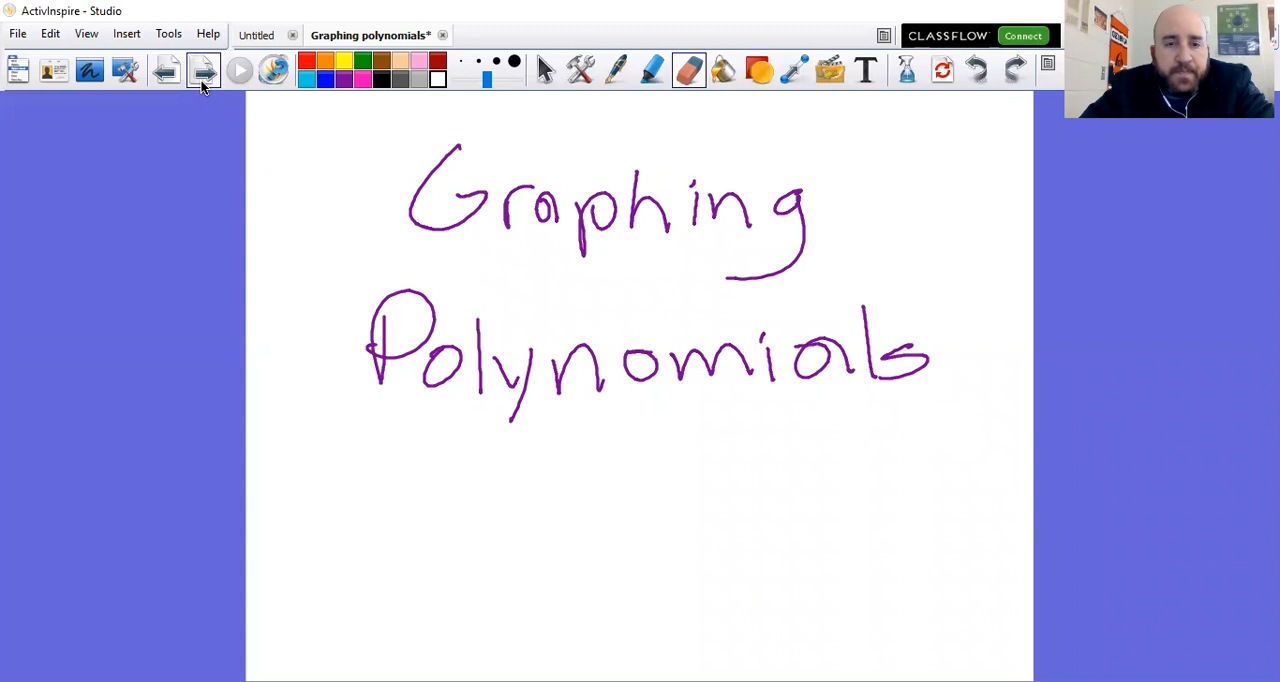 ActivInspire - Studio
File Edit View Insert Tools Help Untitled Graphing polynomials* CLASSFLOW Connect
Graphing
Polynomials